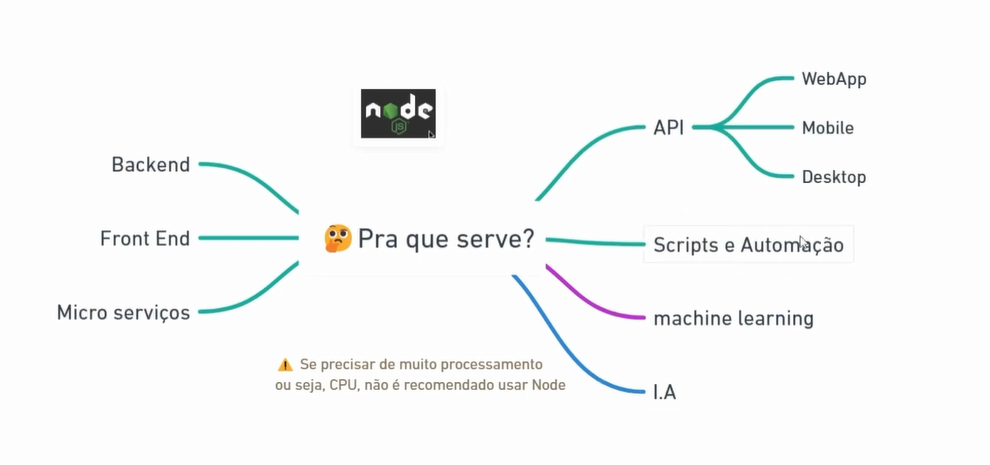 node
JS
Backend
Front End
Micro serviços
🤔 Pra que serve?
API
WebApp
Mobile
Desktop
Scripts e Automação
machine learning
I.A
⚠️ Se precisar de muito processamento
ou seja, CPU, não é recomendado usar Node